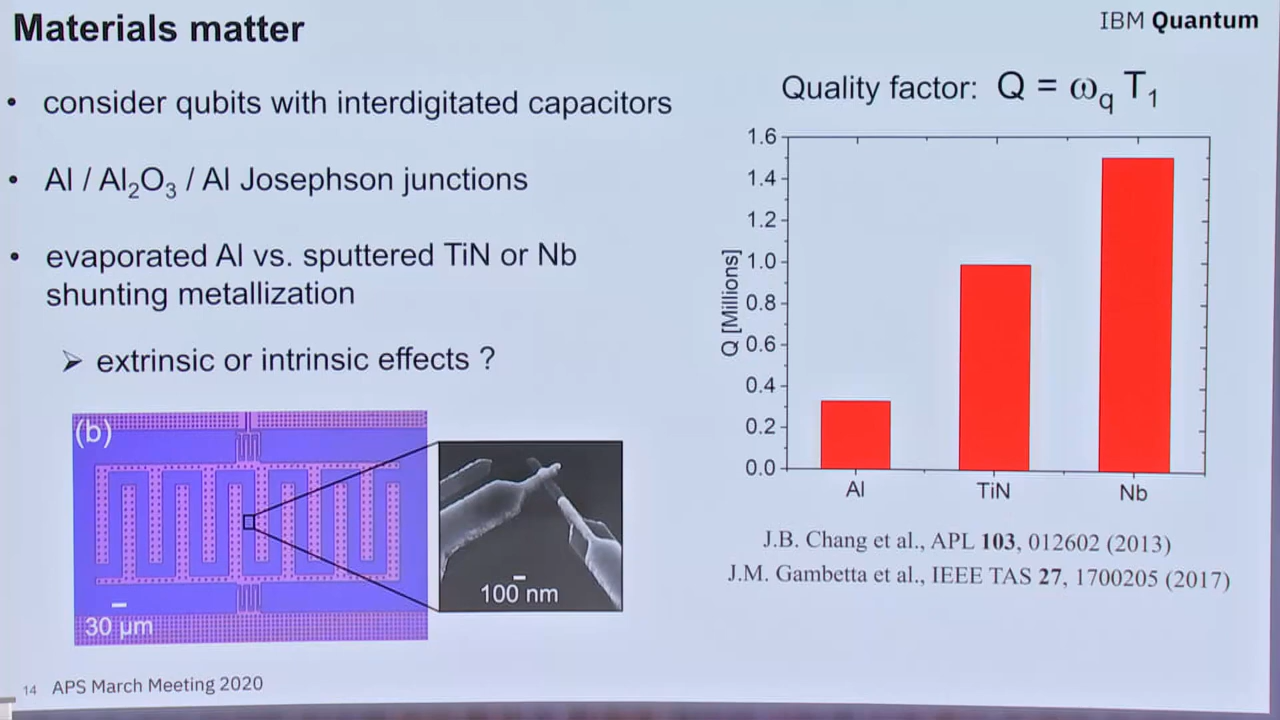 Materials matter
IBM Quantum
• consider qubits with interdigitated capacitors
• Al / Al₂O₃ / Al Josephson junctions
• evaporated Al vs. sputtered TiN or Nb
shunting metallization
➢ extrinsic or intrinsic effects ?
(b)
30 µm
100 nm
Quality factor: Q = ω_q T₁
Q [Millions]
1.6
1.4
1.2
1.0
0.8
0.6
0.4
0.2
0.0
Al TiN Nb
J.B. Chang et al., APL 103, 012602 (2013)
J.M. Gambetta et al., IEEE TAS 27, 1700205 (2017)
14 APS March Meeting 2020